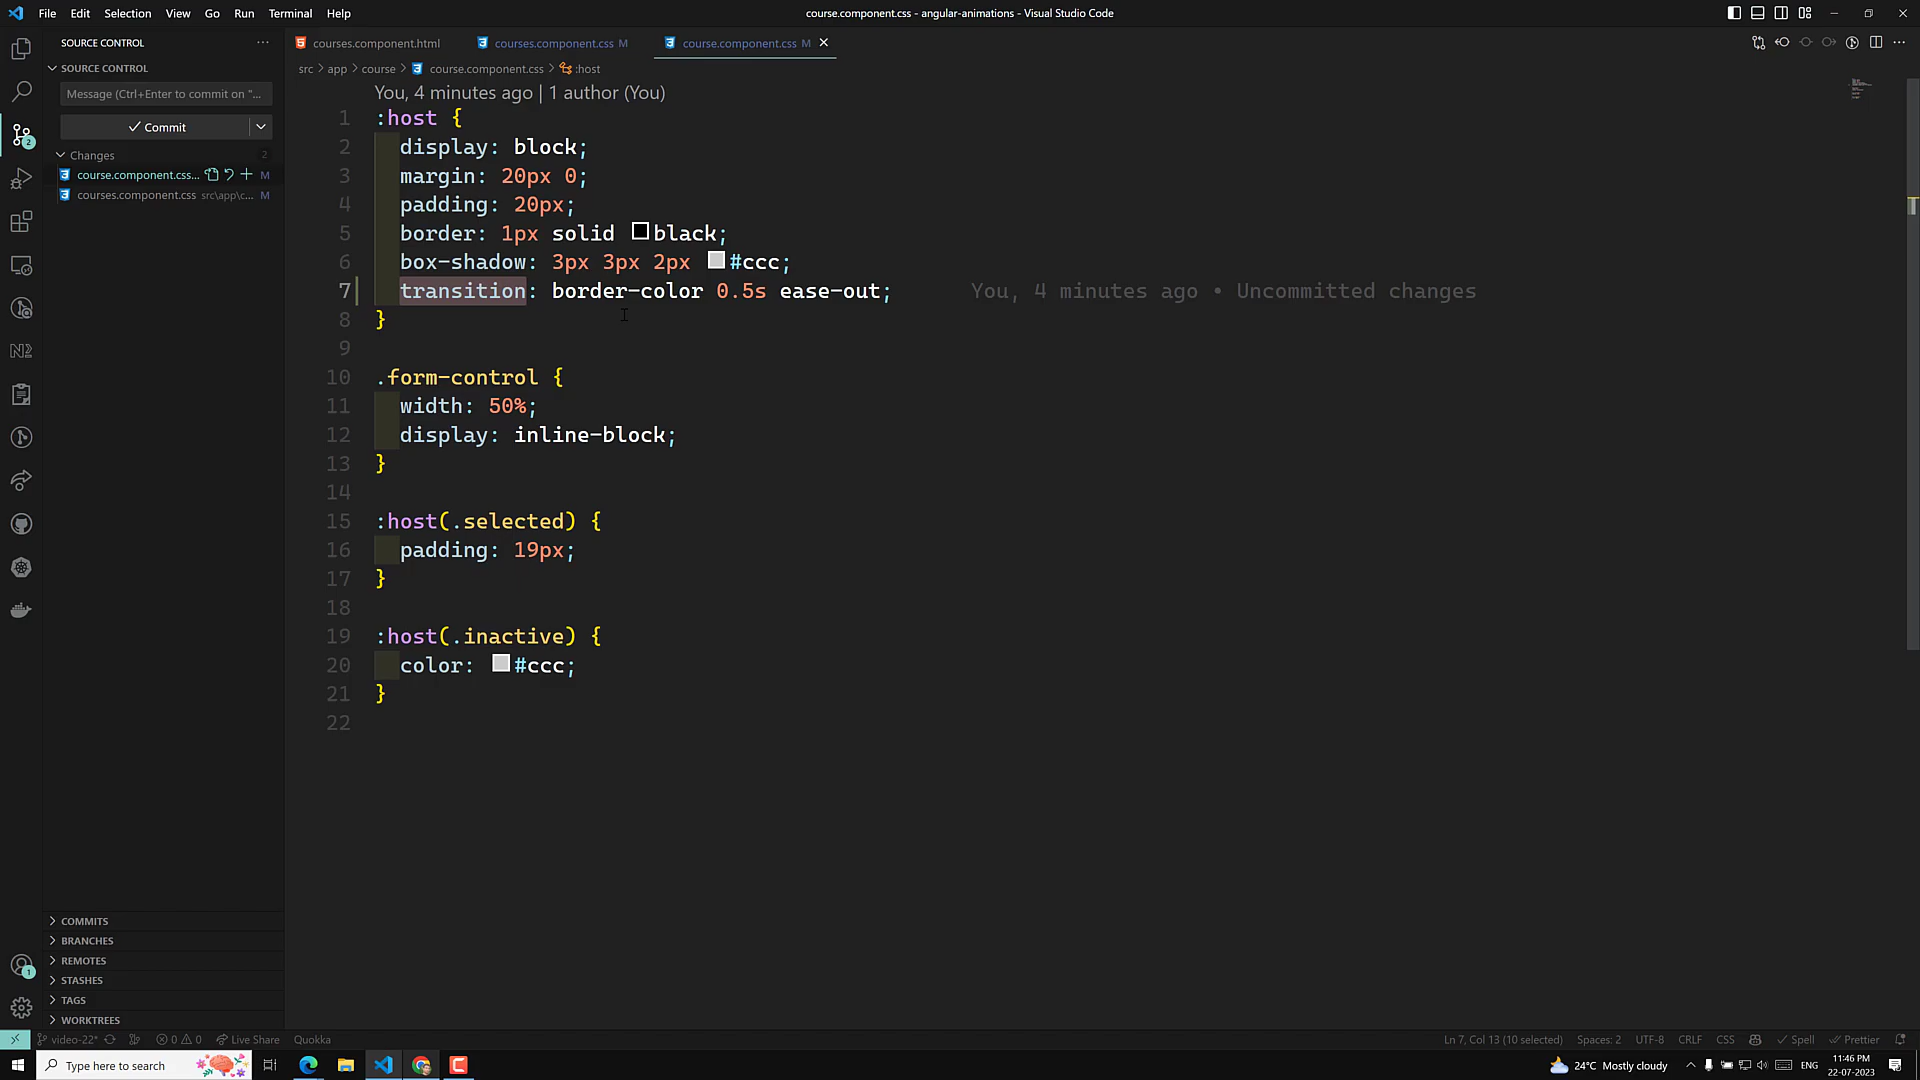 File Edit Selection View Go Run Terminal Help
course.component.css - angular-animations - Visual Studio Code
SOURCE CONTROL ...
courses.component.html
courses.component.css M
course.component.css M
SOURCE CONTROL
src > app > course > course.component.css > :host
Message (Ctrl+Enter to commit on "...
Commit
Changes 2
course.component.css... M
courses.component.css src\app\c... M
You, 4 minutes ago | 1 author (You)
1 :host {
2 display: block;
3 margin: 20px 0;
4 padding: 20px;
5 border: 1px solid black;
6 box-shadow: 3px 3px 2px #ccc;
7 transition: border-color 0.5s ease-out; You, 4 minutes ago • Uncommitted changes
8 }
9
10 .form-control {
11 width: 50%;
12 display: inline-block;
13 }
14
15 :host(.selected) {
16 padding: 19px;
17 }
18
19 :host(.inactive) {
20 color: #ccc;
21 }
22
COMMITS
BRANCHES
REMOTES
STASHES
TAGS
WORKTREES
2
1
video-22* 0 0 Live Share Quokka
Ln 7, Col 13 (10 selected) Spaces: 2 UTF-8 CRLF CSS Spell Prettier
Type here to search
24°C Mostly cloudy
ENG
11:46 PM
22-07-2023